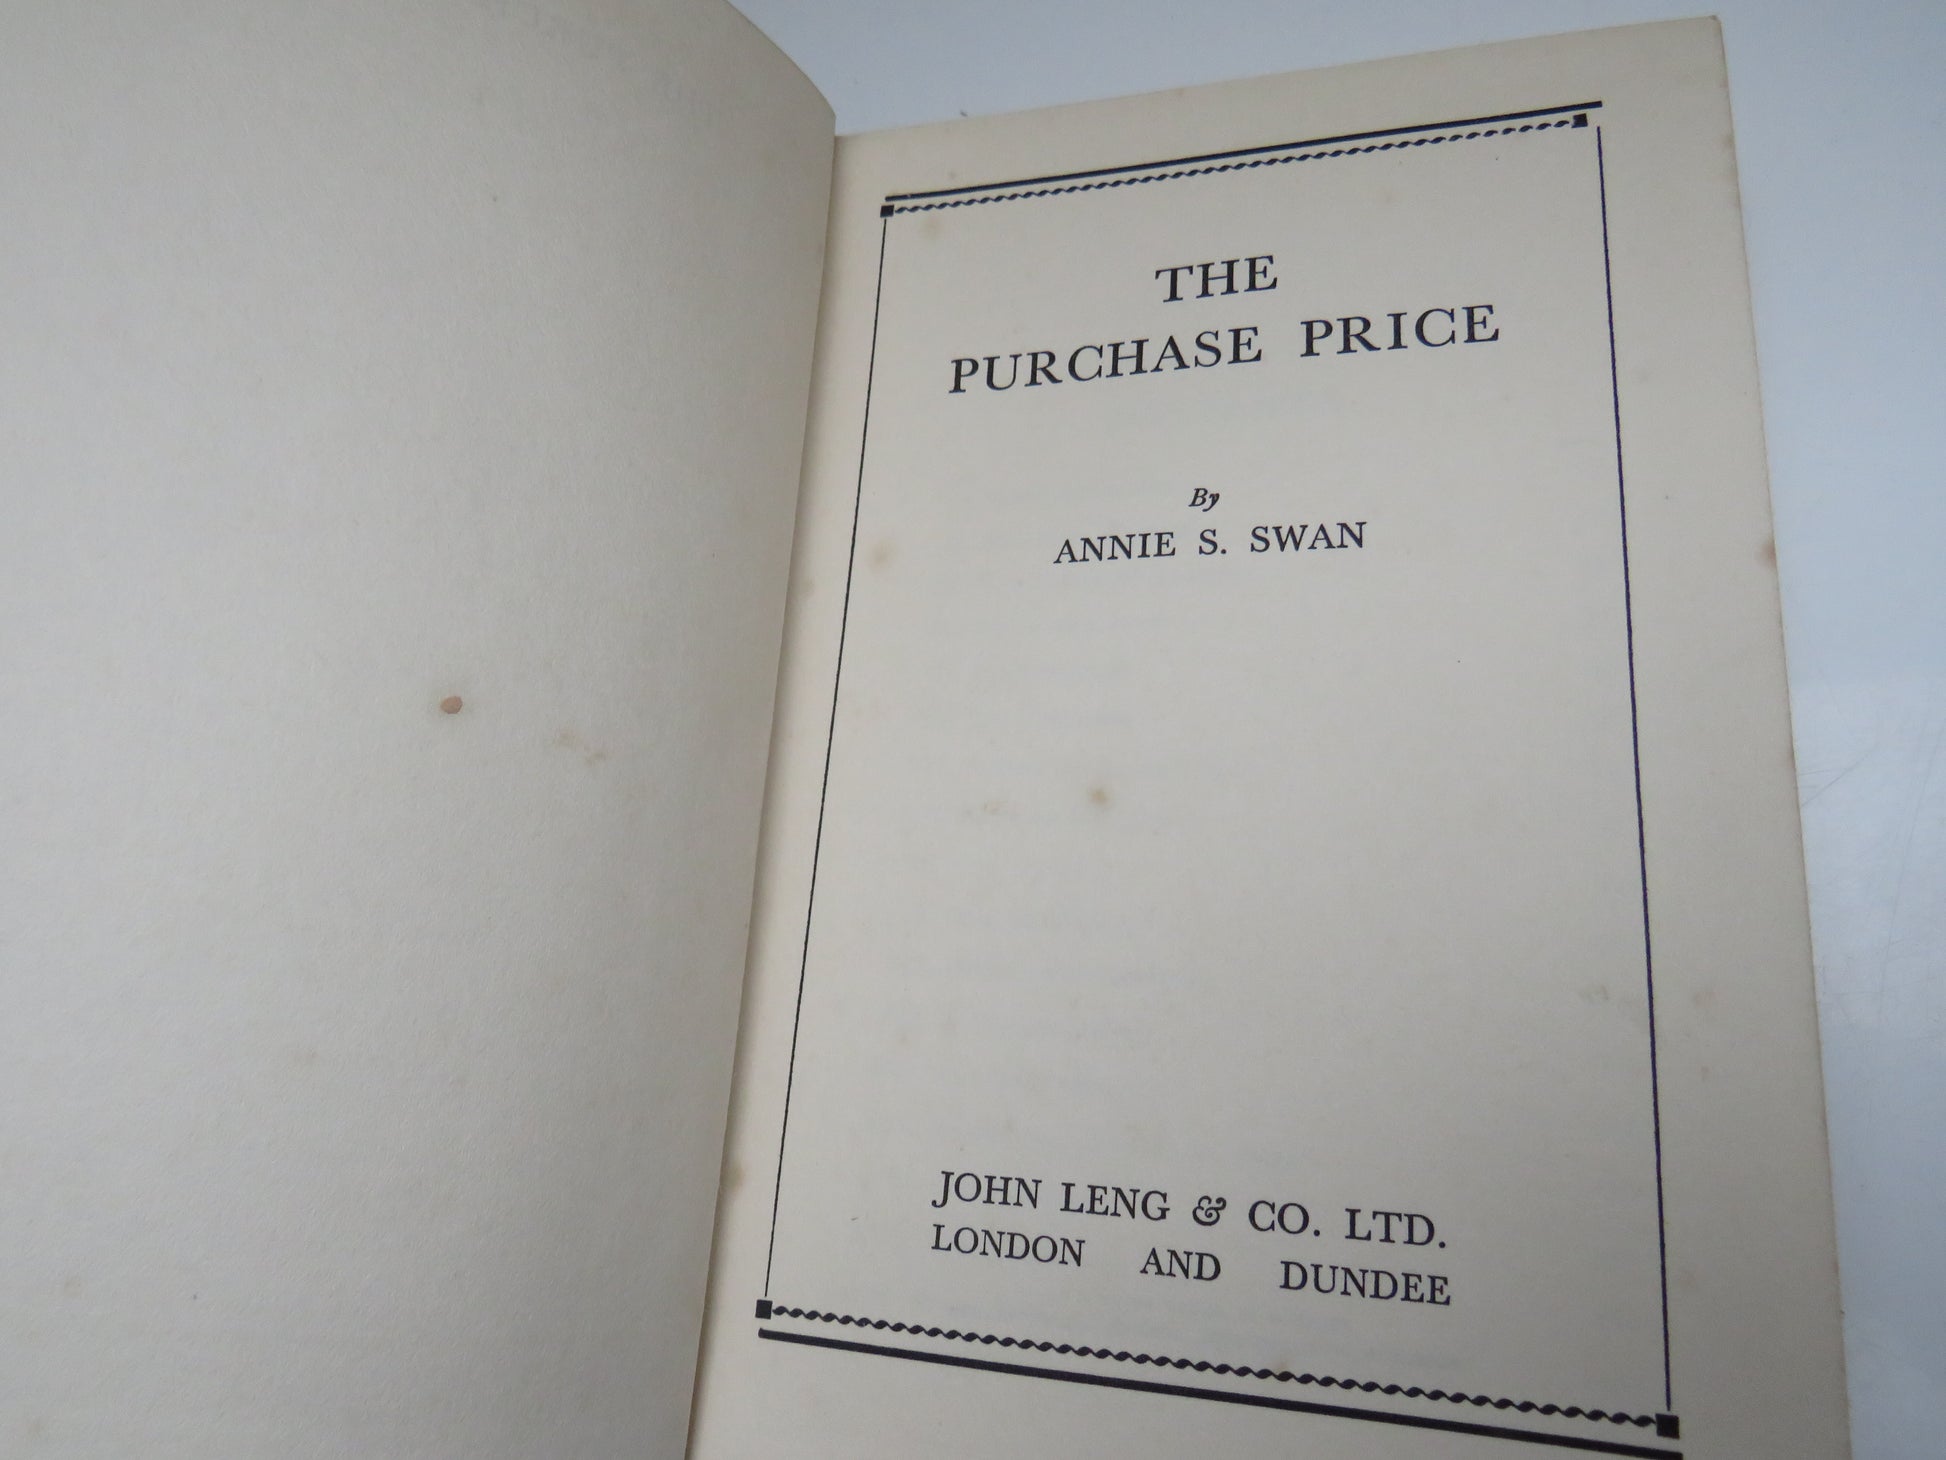 THE
PURCHASE PRICE
By
ANNIE S. SWAN
JOHN LENG & CO. LTD.
LONDON AND DUNDEE